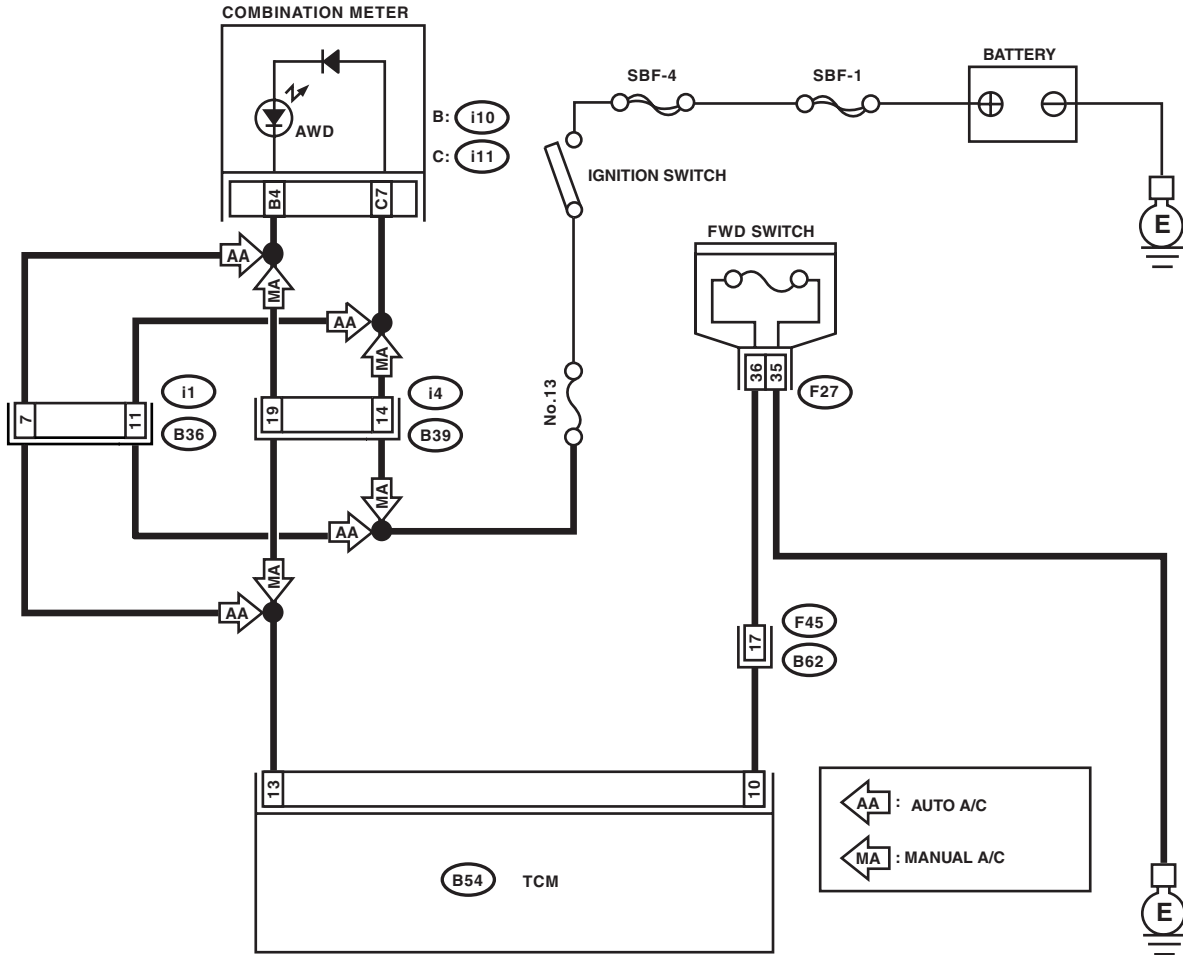 COMBINATION METER
AWD
B: i10
C: i11
B4
C7
SBF-4
SBF-1
BATTERY
IGNITION SWITCH
E
FWD SWITCH
AA
MA
AA
MA
36
35
F27
7
11
i1
B36
19
14
i4
B39
No.13
MA
AA
MA
AA
17
F45
B62
13
10
B54 TCM
AA : AUTO A/C
MA : MANUAL A/C
E